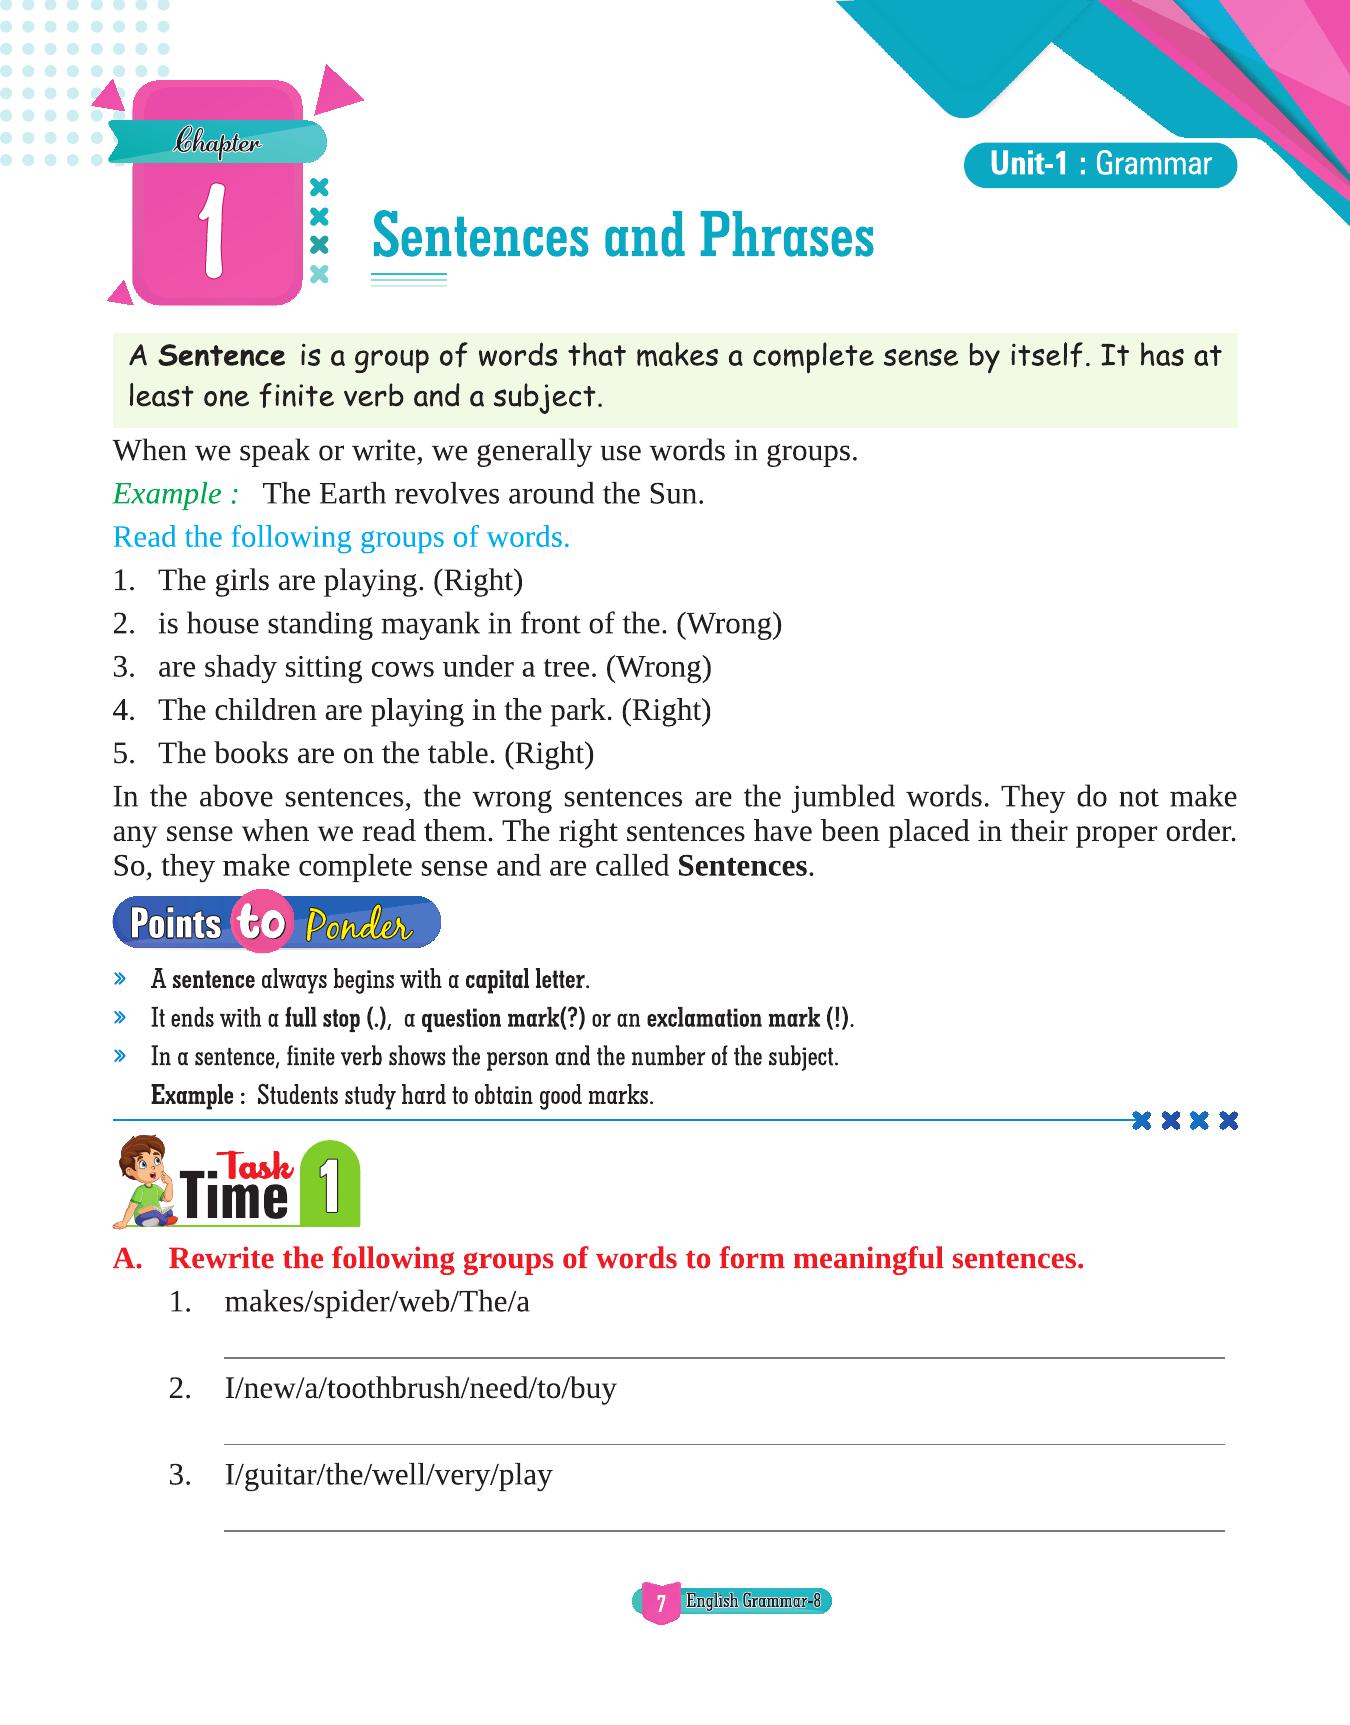 Chapter
1
Unit-1 : Grammar
Sentences and Phrases
A Sentence is a group of words that makes a complete sense by itself. It has at
least one finite verb and a subject.
When we speak or write, we generally use words in groups.
Example : The Earth revolves around the Sun.
Read the following groups of words.
1. The girls are playing. (Right)
2. is house standing mayank in front of the. (Wrong)
3. are shady sitting cows under a tree. (Wrong)
4. The children are playing in the park. (Right)
5. The books are on the table. (Right)
In the above sentences, the wrong sentences are the jumbled words. They do not make
any sense when we read them. The right sentences have been placed in their proper order.
So, they make complete sense and are called Sentences.
Points to Ponder
» A sentence always begins with a capital letter.
» It ends with a full stop (.), a question mark(?) or an exclamation mark (!).
» In a sentence, finite verb shows the person and the number of the subject.
Example : Students study hard to obtain good marks.
Task
Time 1
A. Rewrite the following groups of words to form meaningful sentences.
1. makes/spider/web/The/a
2. I/new/a/toothbrush/need/to/buy
3. I/guitar/the/well/very/play
7 English Grammar-8